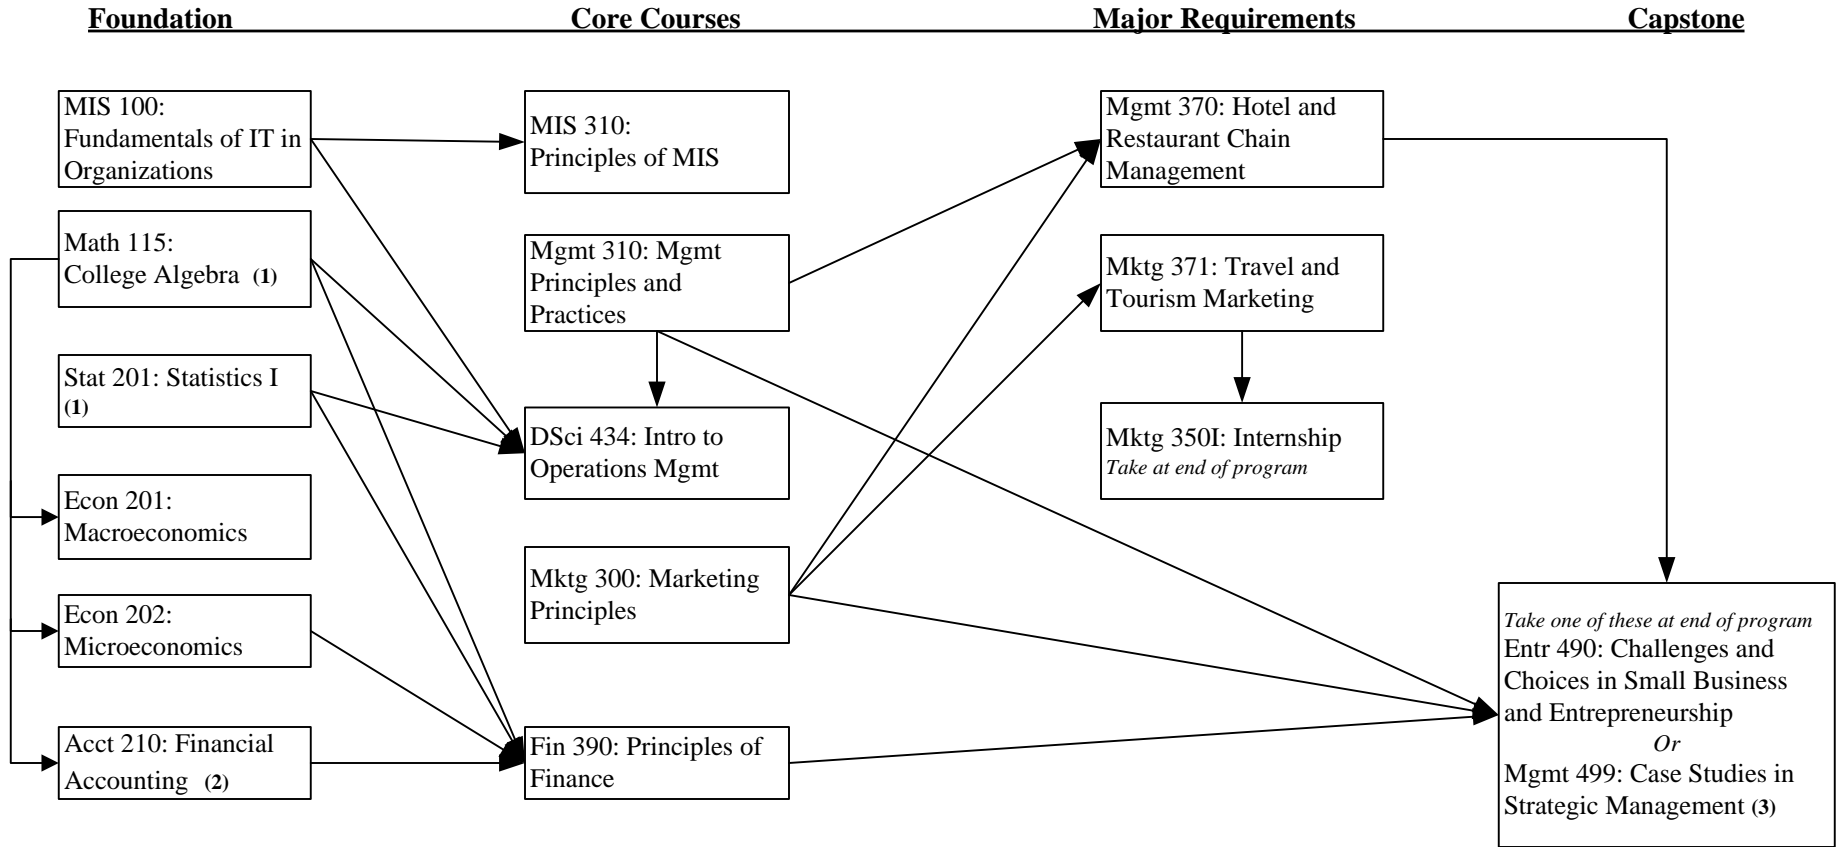 Foundation
Core Courses
Major Requirements
Capstone
MIS 100:
Fundamentals of IT in
Organizations
Math 115:
College Algebra (1)
Stat 201: Statistics I
(1)
Econ 201:
Macroeconomics
Econ 202:
Microeconomics
Acct 210: Financial
Accounting (2)
MIS 310:
Principles of MIS
Mgmt 310: Mgmt
Principles and
Practices
DSci 434: Intro to
Operations Mgmt
Mktg 300: Marketing
Principles
Fin 390: Principles of
Finance
Mgmt 370: Hotel and
Restaurant Chain
Management
Mktg 371: Travel and
Tourism Marketing
Mktg 350I: Internship
Take at end of program
Take one of these at end of program
Entr 490: Challenges and
Choices in Small Business
and Entrepreneurship
Or
Mgmt 499: Case Studies in
Strategic Management (3)